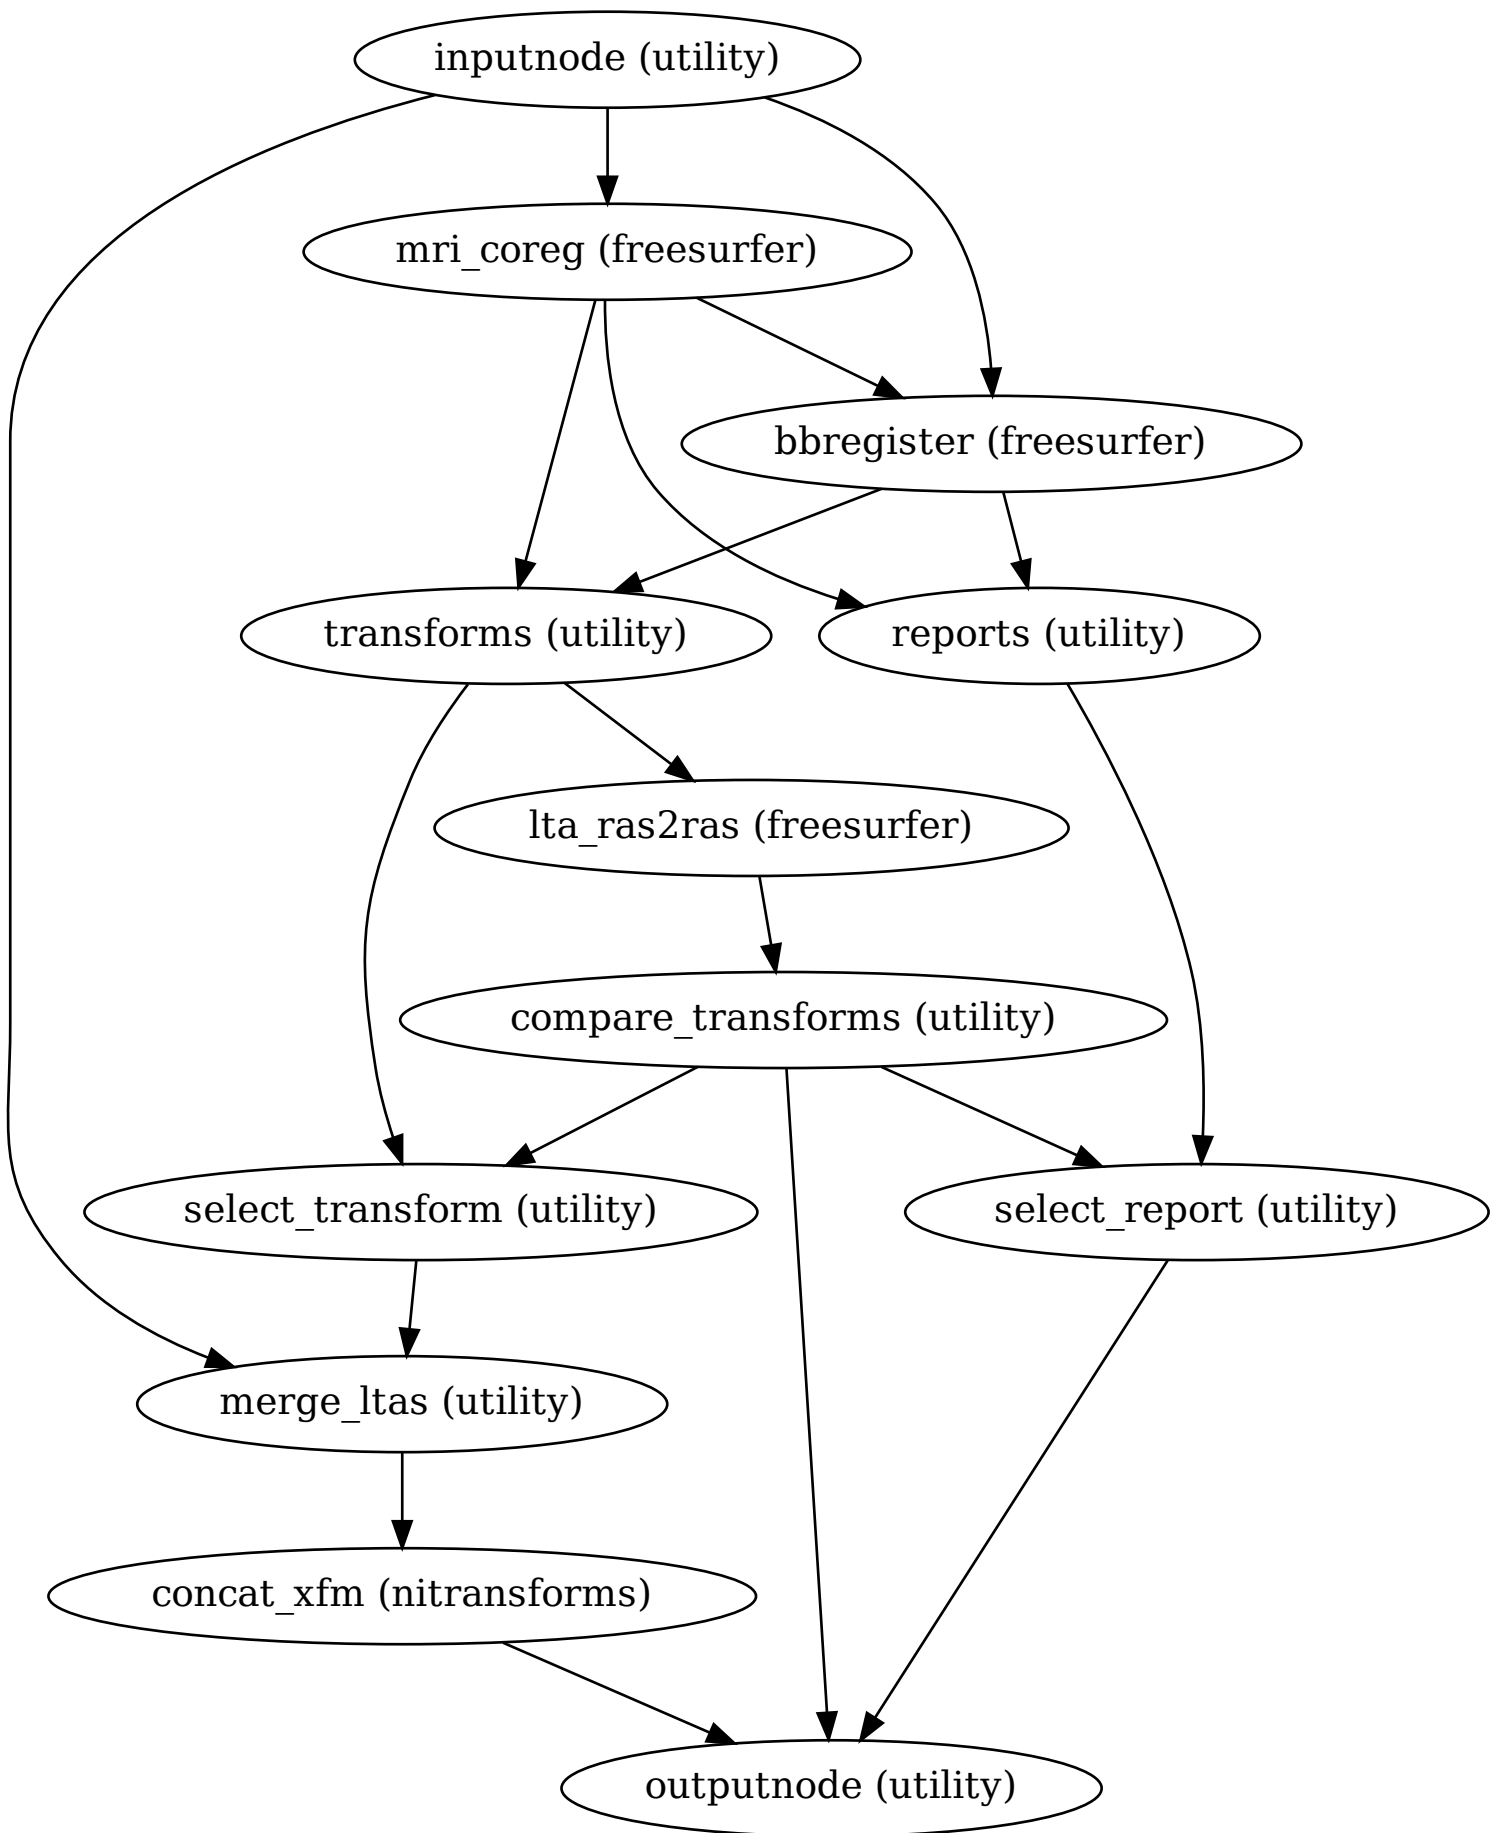 inputnode (utility)
mri_coreg (freesurfer)
bbregister (freesurfer)
transforms (utility)
reports (utility)
lta_ras2ras (freesurfer)
compare_transforms (utility)
select_transform (utility)
select_report (utility)
merge_ltas (utility)
concat_xfm (nitransforms)
outputnode (utility)